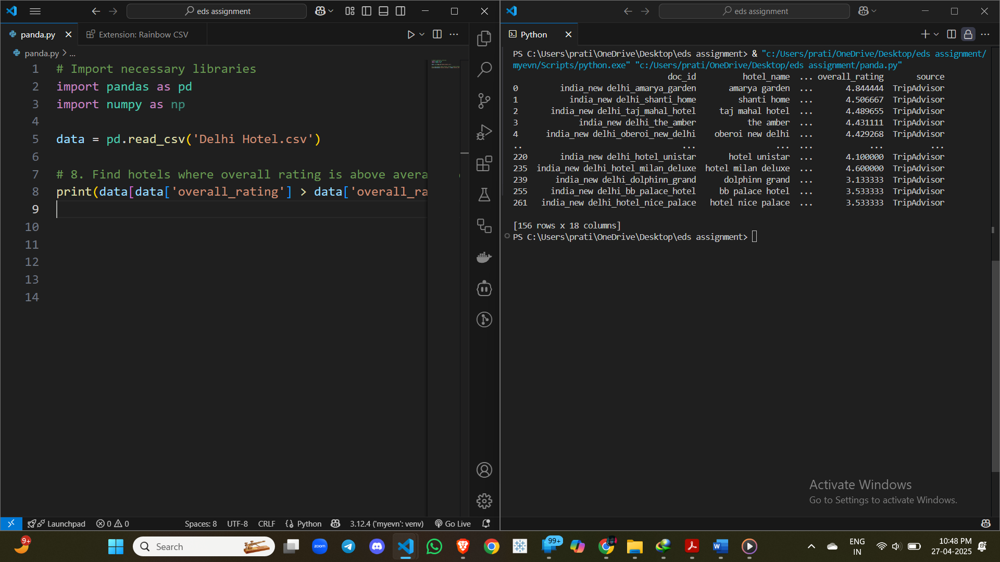 eds assignment
eds assignment
panda.py
Extension: Rainbow CSV
panda.py > ...
1 # Import necessary libraries
2 import pandas as pd
3 import numpy as np
4
5 data = pd.read_csv('Delhi Hotel.csv')
6
7 # 8. Find hotels where overall rating is above avera
8 print(data[data['overall_rating'] > data['overall_ra
9
10
11
12
13
14
Python
PS C:\Users\prati\OneDrive\Desktop\eds assignment> & "c:/Users/prati/OneDrive/Desktop/eds assignment/
myevn/Scripts/python.exe" "c:/Users/prati/OneDrive/Desktop/eds assignment/panda.py"
doc_id hotel_name ... overall_rating source
0 india_new delhi_amarya_garden amarya garden ... 4.844444 TripAdvisor
1 india_new delhi_shanti_home shanti home ... 4.506667 TripAdvisor
2 india_new delhi_taj_mahal_hotel taj mahal hotel ... 4.489655 TripAdvisor
3 india_new delhi_the_amber the amber ... 4.431111 TripAdvisor
4 india_new delhi_oberoi_new_delhi oberoi new delhi ... 4.429268 TripAdvisor
.. ... ... ... ... ...
220 india_new delhi_hotel_unistar hotel unistar ... 4.100000 TripAdvisor
235 india_new delhi_hotel_milan_deluxe hotel milan deluxe ... 4.600000 TripAdvisor
239 india_new delhi_dolphinn_grand dolphinn grand ... 3.133333 TripAdvisor
255 india_new delhi_bb_palace_hotel bb palace hotel ... 3.533333 TripAdvisor
261 india_new delhi_hotel_nice_palace hotel nice palace ... 3.533333 TripAdvisor
[156 rows x 18 columns]
PS C:\Users\prati\OneDrive\Desktop\eds assignment>
Activate Windows
Go to Settings to activate Windows.
Launchpad 0 0 Spaces: 8 UTF-8 CRLF Python 3.12.4 ('myevn': venv) Go Live
9+
Search
zoom
99+
ENG
IN
10:48 PM
27-04-2025